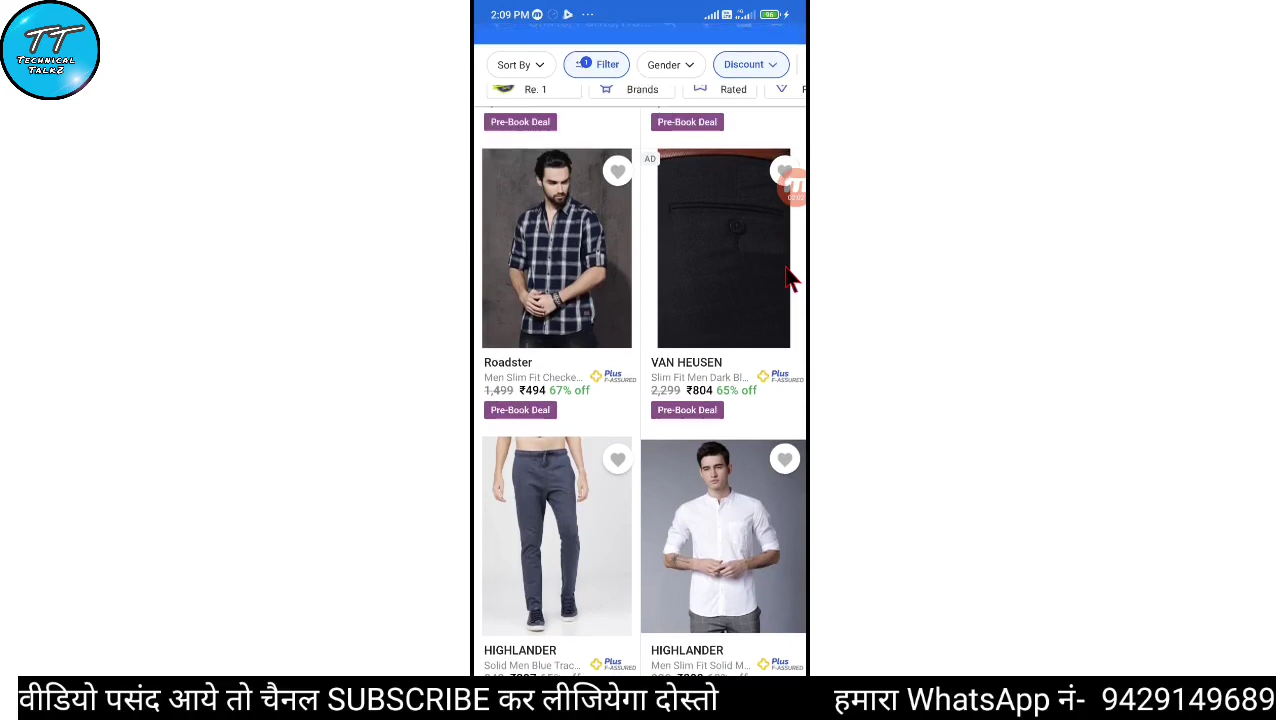 TT
TECHNICAL
TALKZ
2:09 PM
96
Sort By
1 Filter
Gender
Discount
Re. 1
Brands
Rated
Pre-Book Deal
Pre-Book Deal
AD
Roadster
Men Slim Fit Checke...
Plus
F-ASSURED
1,499 ₹494 67% off
Pre-Book Deal
VAN HEUSEN
Slim Fit Men Dark Bl...
Plus
F-ASSURED
2,299 ₹804 65% off
Pre-Book Deal
HIGHLANDER
Solid Men Blue Trac...
Plus
F-ASSURED
HIGHLANDER
Men Slim Fit Solid M...
Plus
F-ASSURED
वीडियो पसंद आये तो चैनल SUBSCRIBE कर लीजियेगा दोस्तो
हमारा WhatsApp नं- 9429149689